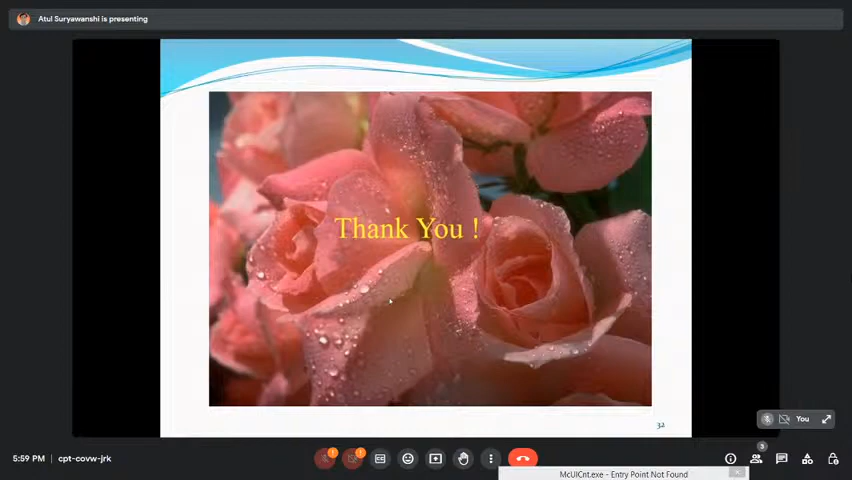 Atul Suryawanshi is presenting
Thank You !
32
You
3
5:59 PM
cpt-covw-jrk
McUICnt.exe - Entry Point Not Found